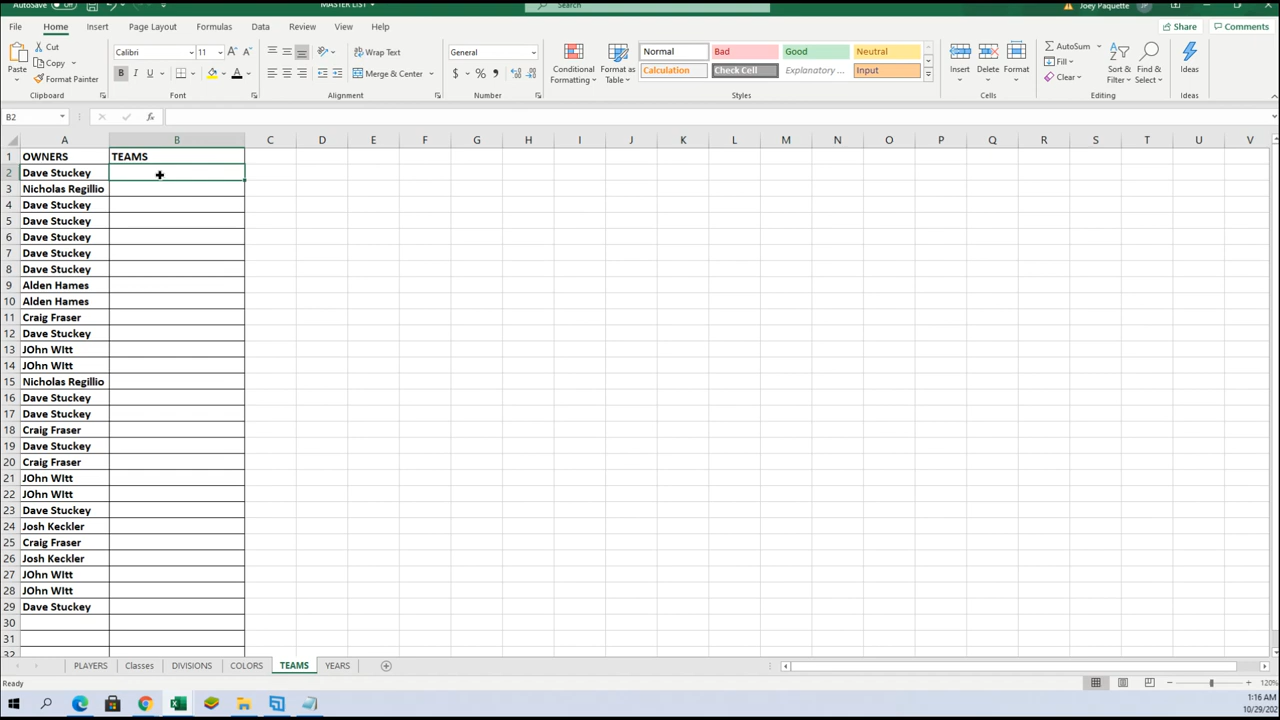 AutoSave
MASTER LIST
Search
Joey Paquette
JP
File Home Insert Page Layout Formulas Data Review View Help
Share Comments
Paste
Cut
Copy
Format Painter
Clipboard
Calibri 11
B I U
Font
Wrap Text
Merge & Center
Alignment
General
$ % 9
Number
Conditional Formatting
Format as Table
Normal Bad Good Neutral
Calculation Check Cell Explanatory ... Input
Styles
Insert Delete Format
Cells
AutoSum
Fill
Clear
Sort & Filter
Find & Select
Editing
Ideas
Ideas
B2 fx
A B C D E F G H I J K L M N O P Q R S T U V
1 OWNERS TEAMS
2 Dave Stuckey
3 Nicholas Regillio
4 Dave Stuckey
5 Dave Stuckey
6 Dave Stuckey
7 Dave Stuckey
8 Dave Stuckey
9 Alden Hames
10 Alden Hames
11 Craig Fraser
12 Dave Stuckey
13 JOhn WItt
14 JOhn WItt
15 Nicholas Regillio
16 Dave Stuckey
17 Dave Stuckey
18 Craig Fraser
19 Dave Stuckey
20 Craig Fraser
21 JOhn WItt
22 JOhn WItt
23 Dave Stuckey
24 Josh Keckler
25 Craig Fraser
26 Josh Keckler
27 JOhn WItt
28 JOhn WItt
29 Dave Stuckey
30
31
32
PLAYERS Classes DIVISIONS COLORS TEAMS YEARS
Ready
120%
1:16 AM
10/29/202